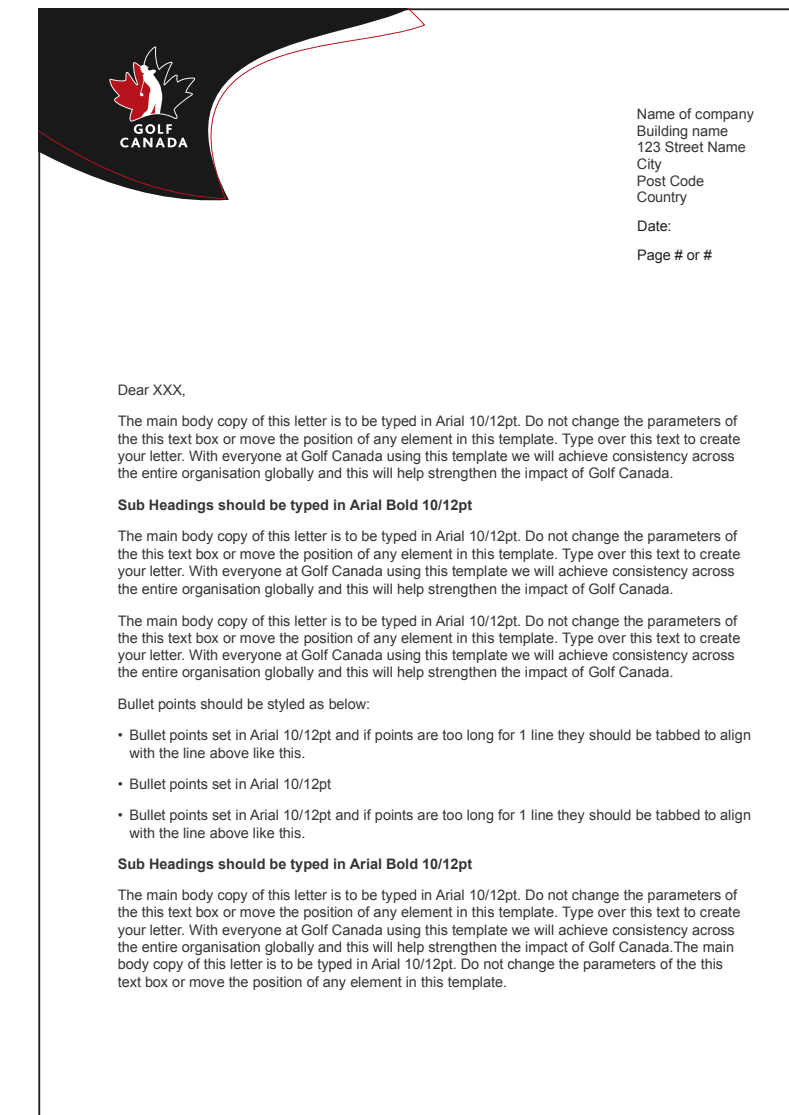 GOLF
CANADA
Name of company
Building name
123 Street Name
City
Post Code
Country
Date:
Page # or #
Dear XXX,
The main body copy of this letter is to be typed in Arial 10/12pt. Do not change the parameters of
the this text box or move the position of any element in this template. Type over this text to create
your letter. With everyone at Golf Canada using this template we will achieve consistency across
the entire organisation globally and this will help strengthen the impact of Golf Canada.
Sub Headings should be typed in Arial Bold 10/12pt
The main body copy of this letter is to be typed in Arial 10/12pt. Do not change the parameters of
the this text box or move the position of any element in this template. Type over this text to create
your letter. With everyone at Golf Canada using this template we will achieve consistency across
the entire organisation globally and this will help strengthen the impact of Golf Canada.
The main body copy of this letter is to be typed in Arial 10/12pt. Do not change the parameters of
the this text box or move the position of any element in this template. Type over this text to create
your letter. With everyone at Golf Canada using this template we will achieve consistency across
the entire organisation globally and this will help strengthen the impact of Golf Canada.
Bullet points should be styled as below:
• Bullet points set in Arial 10/12pt and if points are too long for 1 line they should be tabbed to align
with the line above like this.
• Bullet points set in Arial 10/12pt
• Bullet points set in Arial 10/12pt and if points are too long for 1 line they should be tabbed to align
with the line above like this.
Sub Headings should be typed in Arial Bold 10/12pt
The main body copy of this letter is to be typed in Arial 10/12pt. Do not change the parameters of
the this text box or move the position of any element in this template. Type over this text to create
your letter. With everyone at Golf Canada using this template we will achieve consistency across
the entire organisation globally and this will help strengthen the impact of Golf Canada.The main
body copy of this letter is to be typed in Arial 10/12pt. Do not change the parameters of the this
text box or move the position of any element in this template.